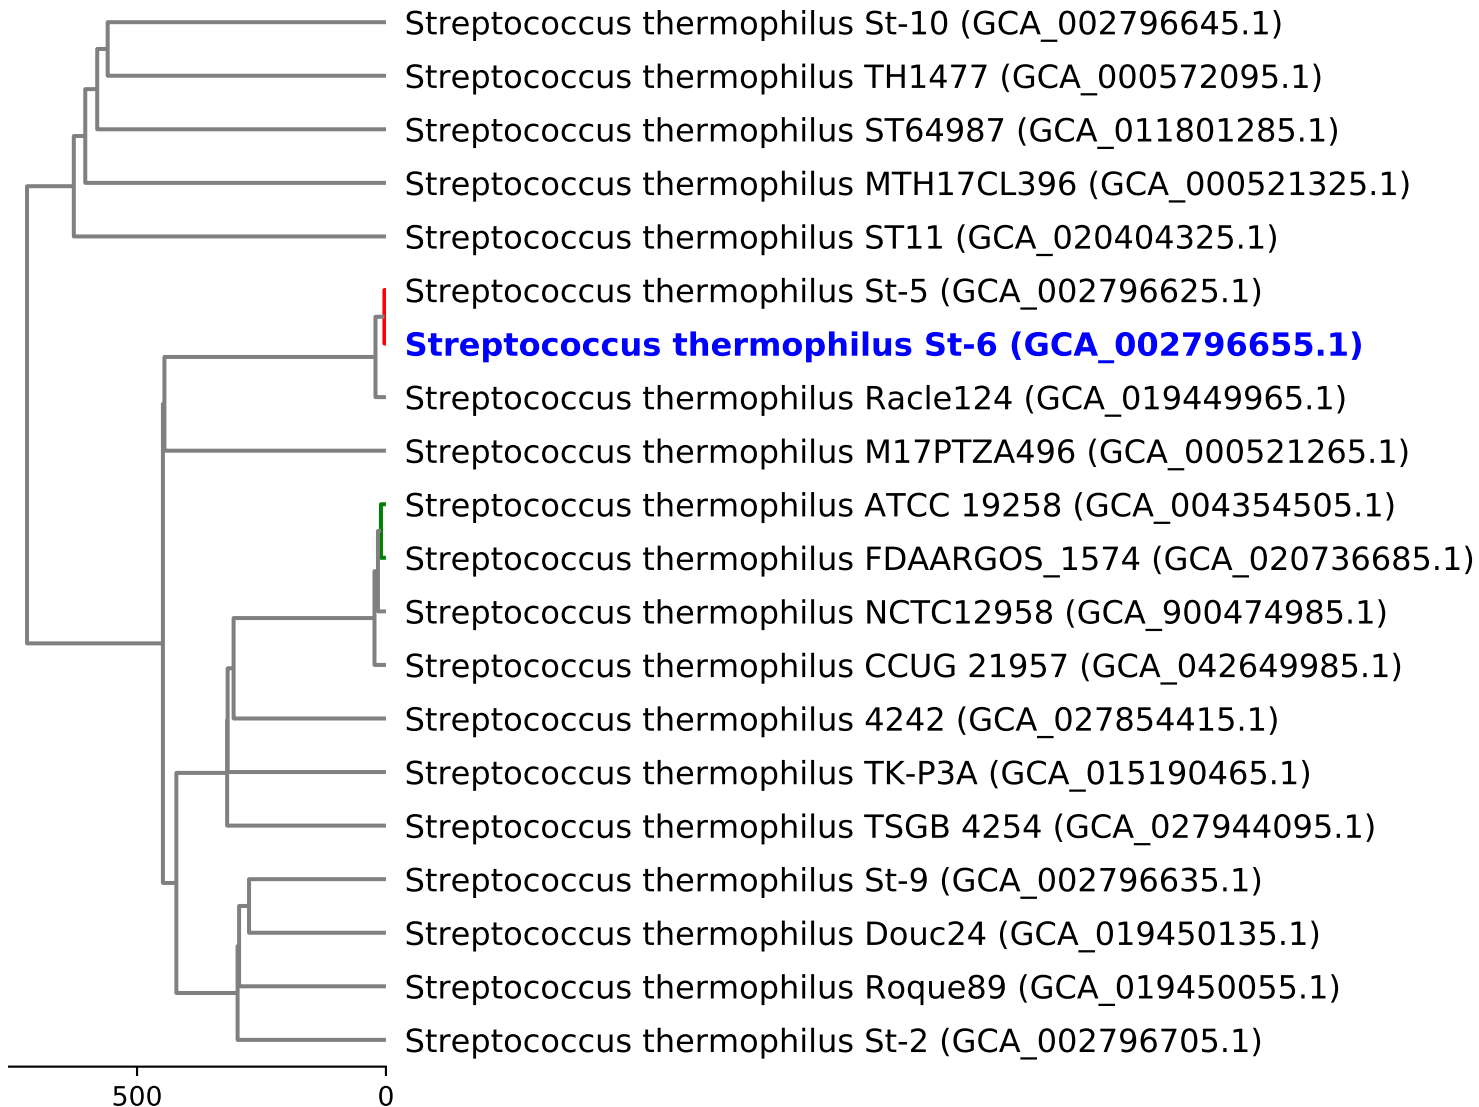 Streptococcus thermophilus St-10 (GCA_002796645.1)
Streptococcus thermophilus TH1477 (GCA_000572095.1)
Streptococcus thermophilus ST64987 (GCA_011801285.1)
Streptococcus thermophilus MTH17CL396 (GCA_000521325.1)
Streptococcus thermophilus ST11 (GCA_020404325.1)
Streptococcus thermophilus St-5 (GCA_002796625.1)
Streptococcus thermophilus St-6 (GCA_002796655.1)
Streptococcus thermophilus Racle124 (GCA_019449965.1)
Streptococcus thermophilus M17PTZA496 (GCA_000521265.1)
Streptococcus thermophilus ATCC 19258 (GCA_004354505.1)
Streptococcus thermophilus FDAARGOS_1574 (GCA_020736685.1)
Streptococcus thermophilus NCTC12958 (GCA_900474985.1)
Streptococcus thermophilus CCUG 21957 (GCA_042649985.1)
Streptococcus thermophilus 4242 (GCA_027854415.1)
Streptococcus thermophilus TK-P3A (GCA_015190465.1)
Streptococcus thermophilus TSGB 4254 (GCA_027944095.1)
Streptococcus thermophilus St-9 (GCA_002796635.1)
Streptococcus thermophilus Douc24 (GCA_019450135.1)
Streptococcus thermophilus Roque89 (GCA_019450055.1)
Streptococcus thermophilus St-2 (GCA_002796705.1)
500 0